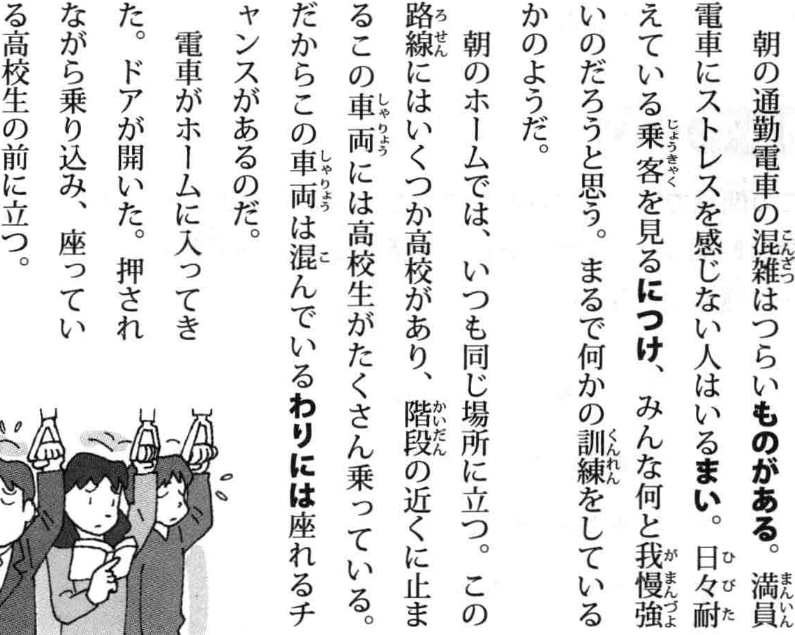 朝の通勤電車の混雑はつらいものがある。満員
電車にストレスを感じない人はいるまい。日々耐
えている乗客を見るにつけ、みんな何と我慢強
いのだろうと思う。まるで何かの訓練をしている
かのようだ。
朝のホームでは、いつも同じ場所に立つ。この
路線にはいくつか高校があり、階段の近くに止ま
るこの車両には高校生がたくさん乗っている。
だからこの車両は混んでいるわりには座れるチ
ャンスがあるのだ。
電車がホームに入ってき
た。ドアが開いた。押され
ながら乗り込み、座ってい
る高校生の前に立つ。